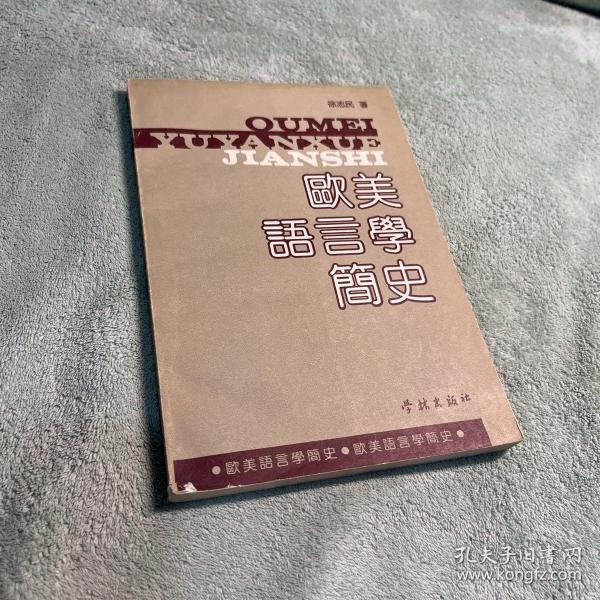 徐志民 著
OUMEI
YUYANXUE
JIANSHI
歐美
語言學
簡史
学林出版社
•歐美語言學簡史•歐美語言學簡史•
孔夫子旧書网
www.kongfz.com